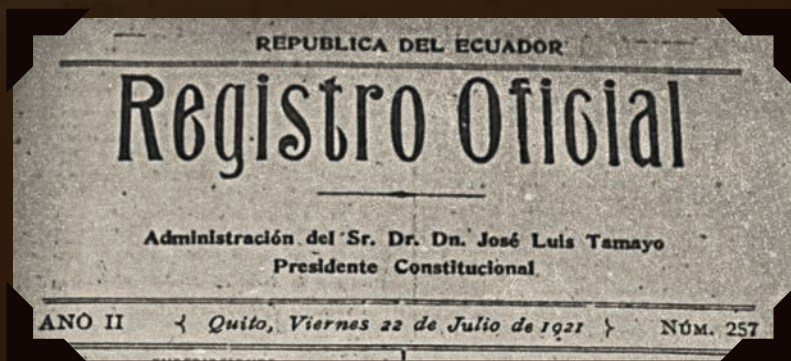 REPUBLICA DEL ECUADOR
Registro Oficial
Administración del Sr. Dr. Dn. José Luis Tamayo
Presidente Constitucional
AÑO II { Quito, Viernes 22 de Julio de 1921 } NÚM. 257